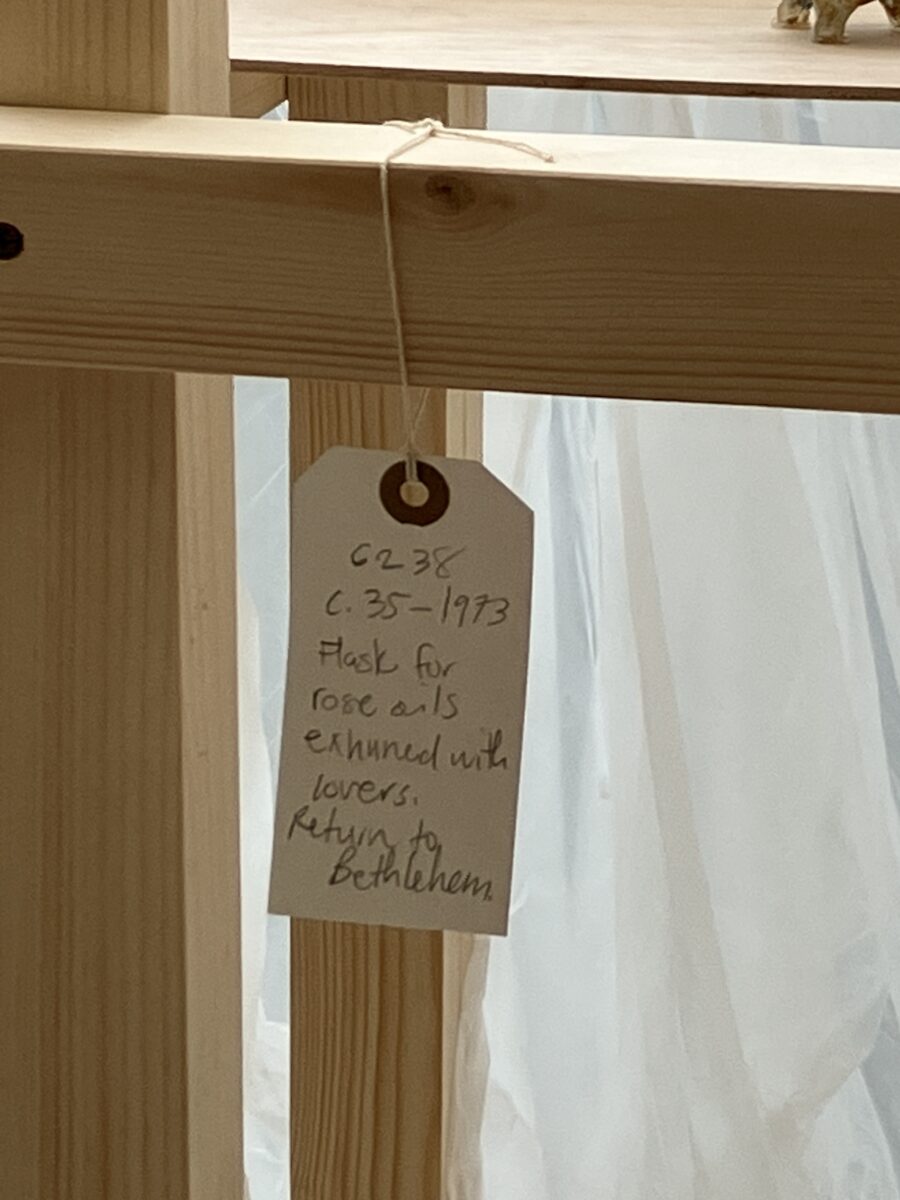 C238
C.35-1973
Flask for
rose oils
exhumed with
lovers.
Return to
Bethlehem.